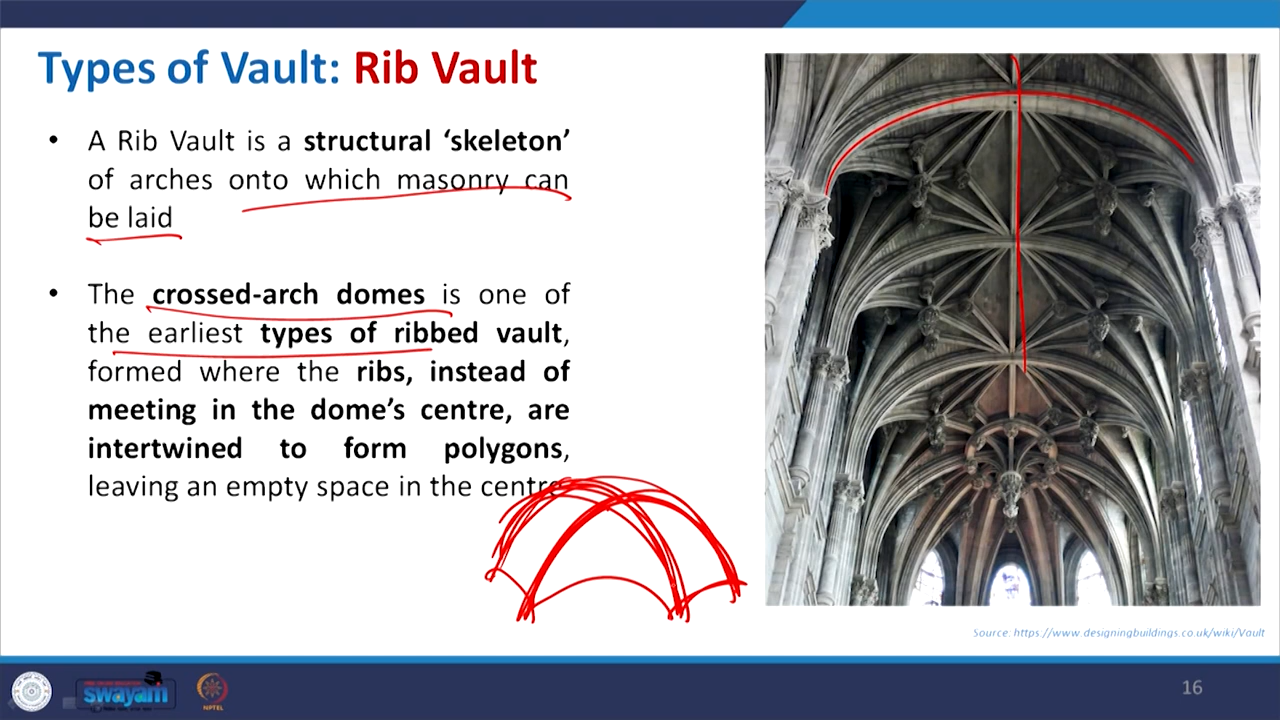 Types of Vault: Rib Vault
• A Rib Vault is a structural ‘skeleton’
of arches onto which masonry can
be laid
• The crossed-arch domes is one of
the earliest types of ribbed vault,
formed where the ribs, instead of
meeting in the dome’s centre, are
intertwined to form polygons,
leaving an empty space in the centre
Source: https://www.designingbuildings.co.uk/wiki/Vault
swayam
NPTEL
16